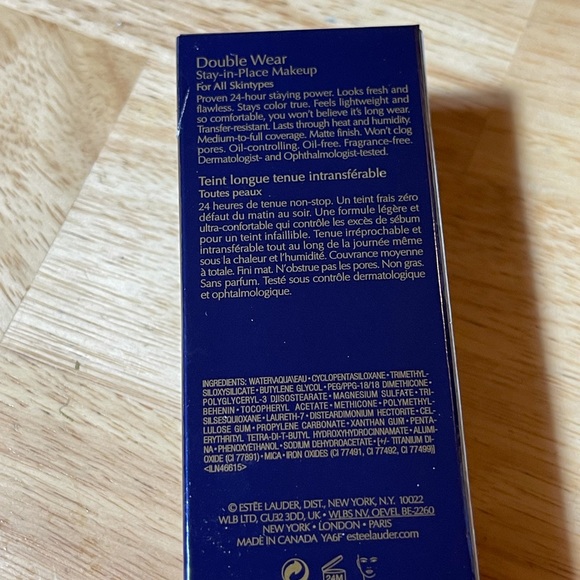 Double Wear
Stay-in-Place Makeup
For All Skintypes
Proven 24-hour staying power. Looks fresh and
flawless. Stays color true. Feels lightweight and
so comfortable, you won't believe it's long wear.
Transfer-resistant. Lasts through heat and humidity.
Medium-to-full coverage. Matte finish. Won't clog
pores. Oil-controlling. Oil-free. Fragrance-free.
Dermatologist- and Ophthalmologist-tested.
Teint longue tenue intransférable
Toutes peaux
24 heures de tenue non-stop. Un teint frais zéro
défaut du matin au soir. Une formule légère et
ultra-confortable qui contrôle les excès de sébum
pour un teint infaillible. Tenue irréprochable et
intransférable tout au long de la journée même
sous la chaleur et l'humidité. Couvrance moyenne
à totale. Fini mat. N'obstrue pas les pores. Non gras.
Sans parfum. Testé sous contrôle dermatologique
et ophtalmologique.
INGREDIENTS: WATER\AQUA\EAU • CYCLOPENTASILOXANE • TRIMETHYL-
SILOXYSILICATE • BUTYLENE GLYCOL • PEG/PPG-18/18 DIMETHICONE •
POLYGLYCERYL-3 DIISOSTEARATE • MAGNESIUM SULFATE • TRI-
BEHENIN • TOCOPHERYL ACETATE • METHICONE • POLYMETHYL-
SILSESQUIOXANE • LAURETH-7 • DISTEARDIMONIUM HECTORITE • CEL-
LULOSE GUM • PROPYLENE CARBONATE • XANTHAN GUM • PENTA-
ERYTHRITYL TETRA-DI-T-BUTYL HYDROXYHYDROCINNAMATE • ALUMI-
NA • PHENOXYETHANOL • SODIUM DEHYDROACETATE • [+/- TITANIUM DI-
OXIDE (CI 77891) • MICA • IRON OXIDES (CI 77491, CI 77492, CI 77499)]
<ILN46615>
© ESTÉE LAUDER, DIST., NEW YORK, N.Y. 10022
WLB LTD, GU32 3DD, UK • WLBS NV, OEVEL BE-2260
NEW YORK • LONDON • PARIS
MADE IN CANADA YA6F esteelauder.com
24M